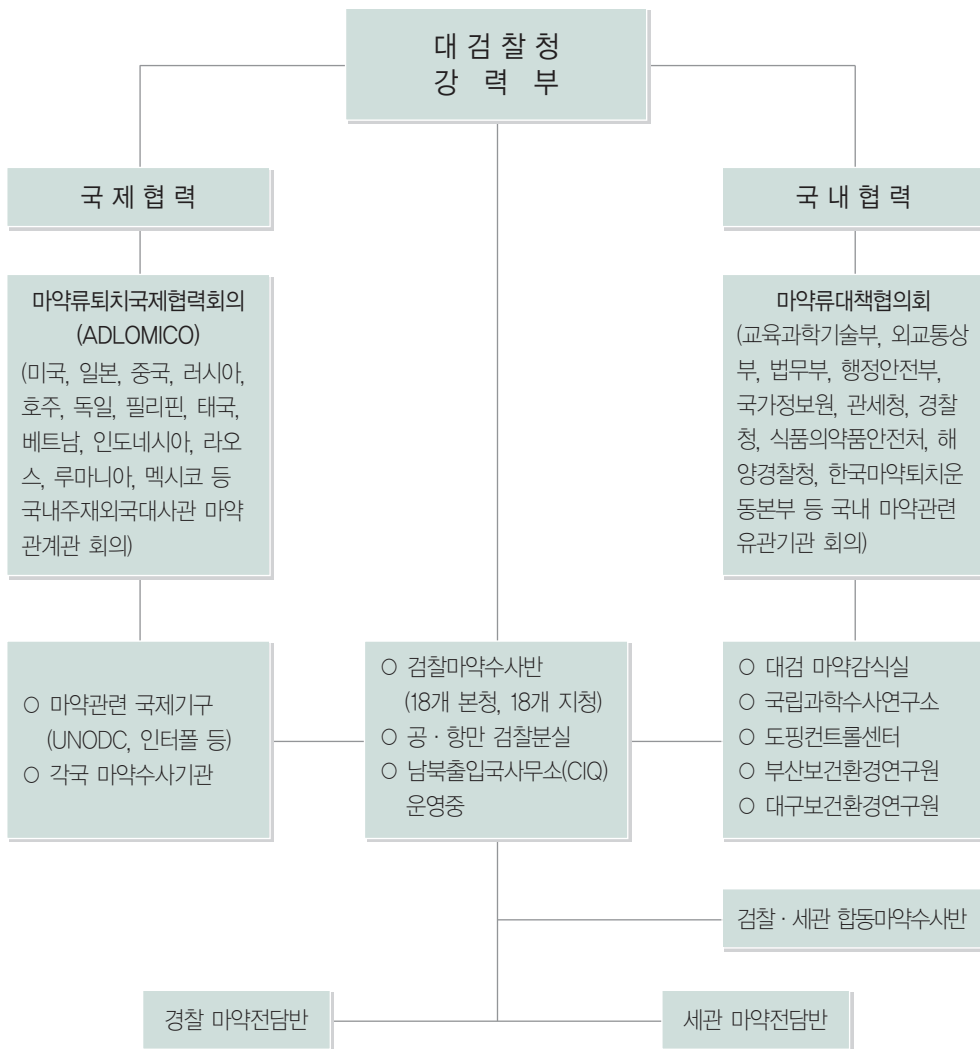 대검찰청
강력부
국제협력
국내협력
마약류퇴치국제협력회의
(ADLOMICO)
(미국, 일본, 중국, 러시아,
호주, 독일, 필리핀, 태국,
베트남, 인도네시아, 라오
스, 루마니아, 멕시코 등
국내주재외국대사관 마약
관계관 회의)
마약류대책협의회
(교육과학기술부, 외교통상
부, 법무부, 행정안전부,
국가정보원, 관세청, 경찰
청, 식품의약품안전처, 해
양경찰청, 한국마약퇴치운
동본부 등 국내 마약관련
유관기관 회의)
○ 마약관련 국제기구
(UNODC, 인터폴 등)
○ 각국 마약수사기관
○ 검찰마약수사반
(18개 본청, 18개 지청)
○ 공·항만 검찰분실
○ 남북출입국사무소(CIQ)
운영중
○ 대검 마약감식실
○ 국립과학수사연구소
○ 도핑컨트롤센터
○ 부산보건환경연구원
○ 대구보건환경연구원
검찰·세관 합동마약수사반
경찰 마약전담반
세관 마약전담반